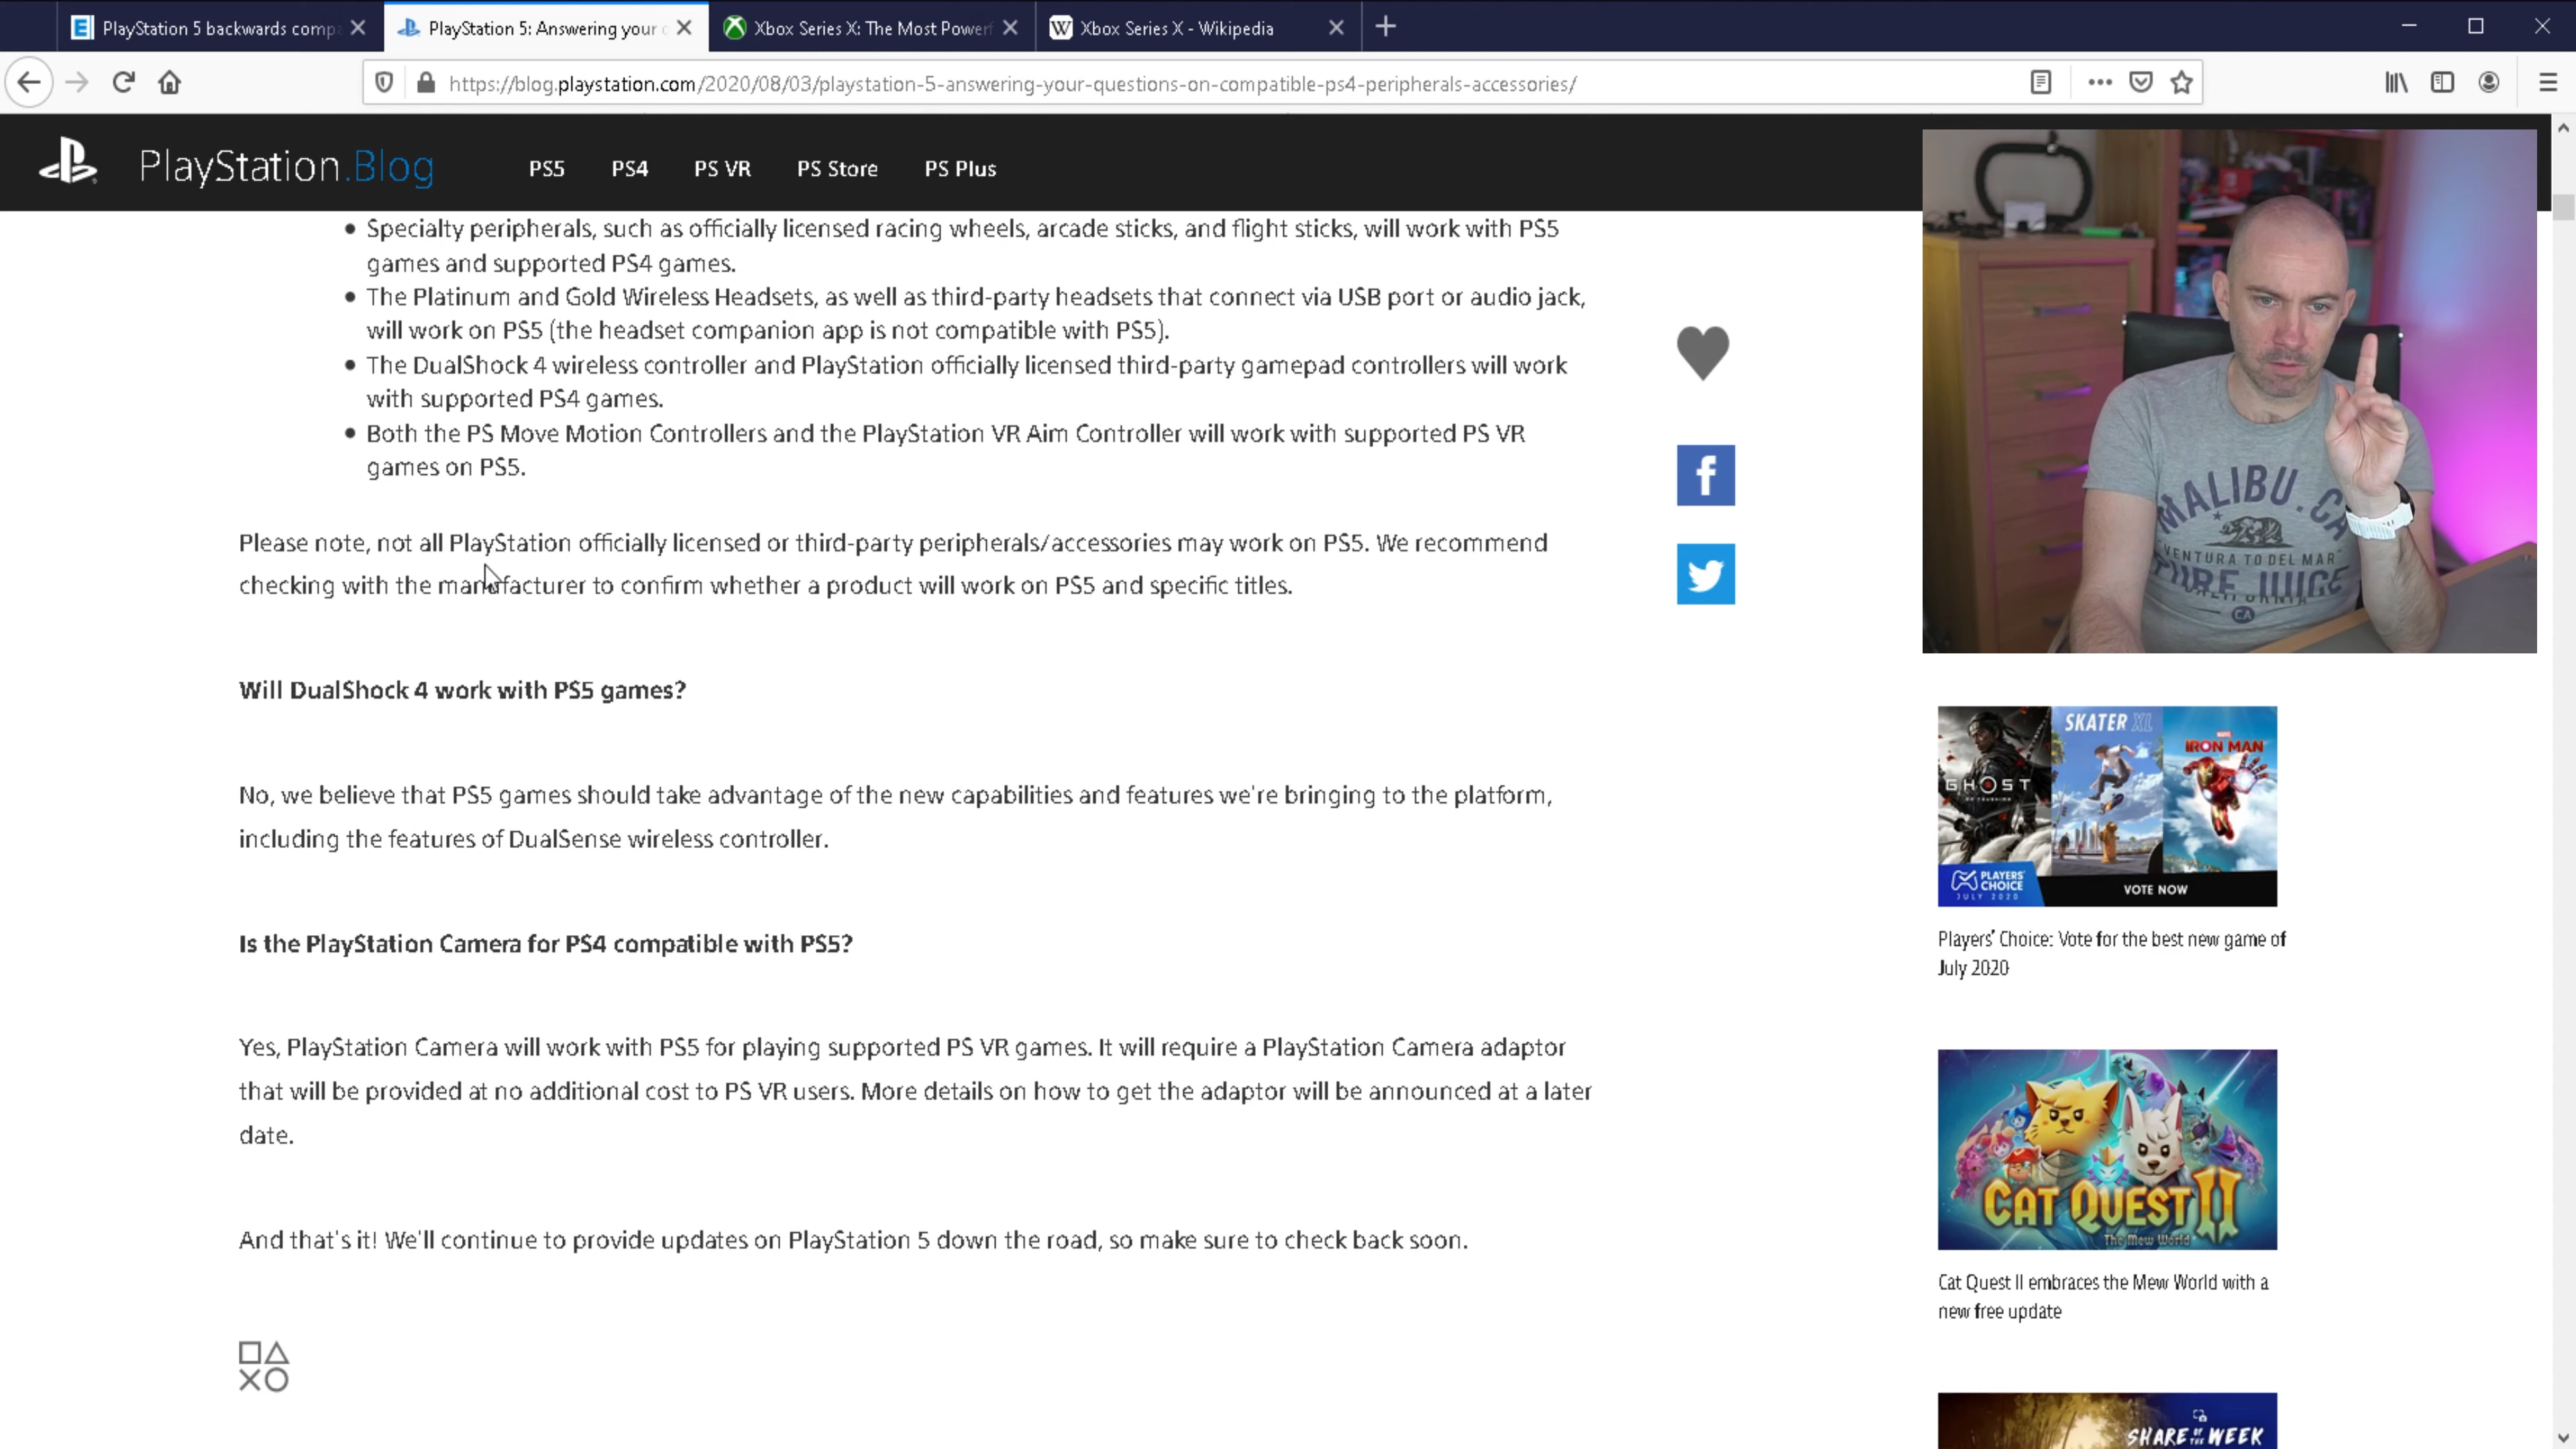 PlayStation 5 backwards compa
PlayStation 5: Answering your
Xbox Series X: The Most Powerf
Xbox Series X - Wikipedia
https://blog.playstation.com/2020/08/03/playstation-5-answering-your-questions-on-compatible-ps4-peripherals-accessories/
PlayStation.Blog
PS5 PS4 PS VR PS Store PS Plus
• Specialty peripherals, such as officially licensed racing wheels, arcade sticks, and flight sticks, will work with PS5
games and supported PS4 games.
• The Platinum and Gold Wireless Headsets, as well as third-party headsets that connect via USB port or audio jack,
will work on PS5 (the headset companion app is not compatible with PS5).
• The DualShock 4 wireless controller and PlayStation officially licensed third-party gamepad controllers will work
with supported PS4 games.
• Both the PS Move Motion Controllers and the PlayStation VR Aim Controller will work with supported PS VR
games on PS5.
Please note, not all PlayStation officially licensed or third-party peripherals/accessories may work on PS5. We recommend
checking with the manufacturer to confirm whether a product will work on PS5 and specific titles.
Will DualShock 4 work with PS5 games?
No, we believe that PS5 games should take advantage of the new capabilities and features we're bringing to the platform,
including the features of DualSense wireless controller.
Is the PlayStation Camera for PS4 compatible with PS5?
Yes, PlayStation Camera will work with PS5 for playing supported PS VR games. It will require a PlayStation Camera adaptor
that will be provided at no additional cost to PS VR users. More details on how to get the adaptor will be announced at a later
date.
And that's it! We'll continue to provide updates on PlayStation 5 down the road, so make sure to check back soon.
MALIBU.CA
VENTURA TO DEL MAR
CA
GHOST
SKATER XL
MARVEL
IRON MAN
PLAYERS'
CHOICE
JULY 2020
VOTE NOW
Players' Choice: Vote for the best new game of
July 2020
CAT QUEST II
The Mew World
Cat Quest II embraces the Mew World with a
new free update
SHARE OF THE WEEK